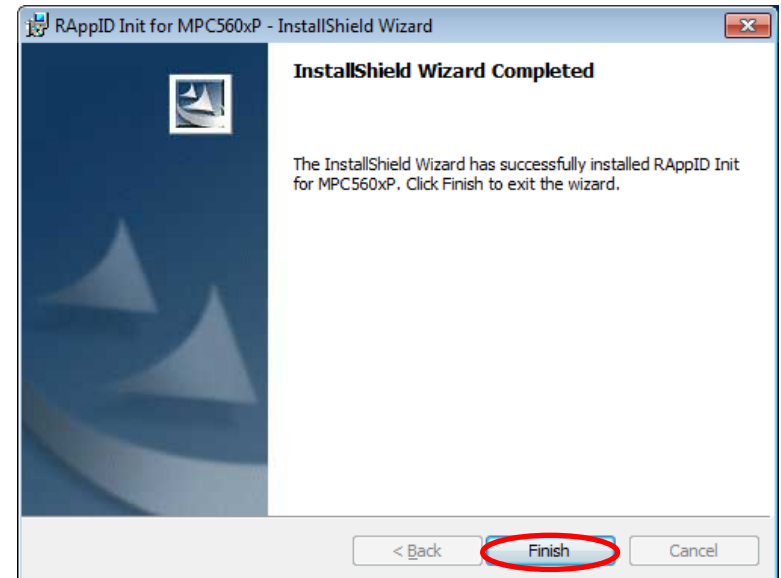 RAppID Init for MPC560xP - InstallShield Wizard
InstallShield Wizard Completed
The InstallShield Wizard has successfully installed RAppID Init
for MPC560xP. Click Finish to exit the wizard.
< Back
Finish
Cancel